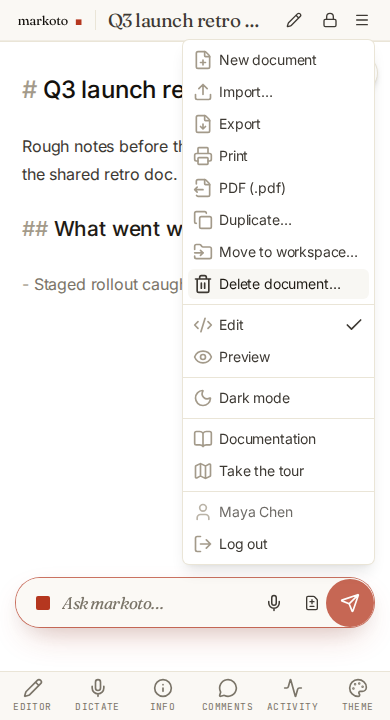 markoto
Q3 launch retro ...
# Q3 launch re
Rough notes before th
the shared retro doc.
## What went w
- Staged rollout caugh
New document
Import...
Export
Print
PDF (.pdf)
Duplicate...
Move to workspace...
Delete document...
Edit
Preview
Dark mode
Documentation
Take the tour
Maya Chen
Log out
Ask markoto...
EDITOR DICTATE INFO COMMENTS ACTIVITY THEME